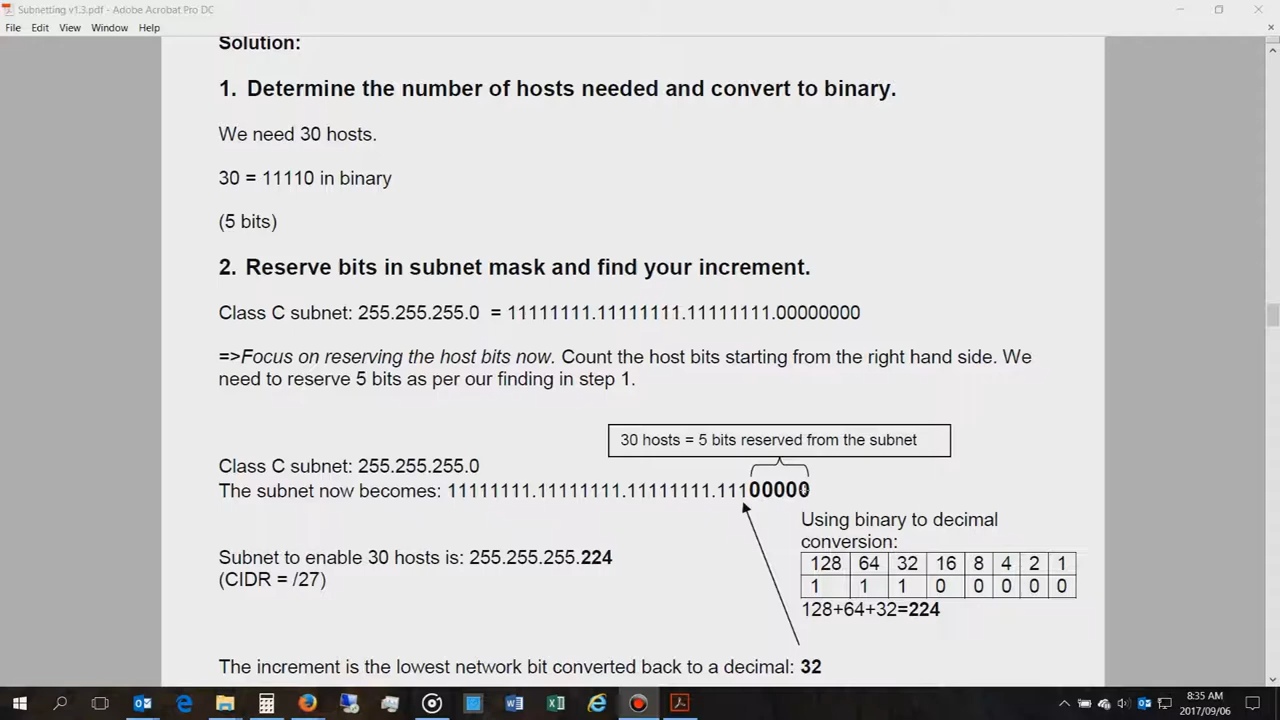 Subnetting v1.3.pdf - Adobe Acrobat Pro DC
File Edit View Window Help
Solution:
1. Determine the number of hosts needed and convert to binary.
We need 30 hosts.
30 = 11110 in binary
(5 bits)
2. Reserve bits in subnet mask and find your increment.
Class C subnet: 255.255.255.0 = 11111111.11111111.11111111.00000000
=>Focus on reserving the host bits now. Count the host bits starting from the right hand side. We
need to reserve 5 bits as per our finding in step 1.
30 hosts = 5 bits reserved from the subnet
Class C subnet: 255.255.255.0
The subnet now becomes: 11111111.11111111.11111111.11100000
Using binary to decimal
conversion:
128 64 32 16 8 4 2 1
1 1 1 0 0 0 0 0
128+64+32=224
Subnet to enable 30 hosts is: 255.255.255.224
(CIDR = /27)
The increment is the lowest network bit converted back to a decimal: 32
8:35 AM
2017/09/06